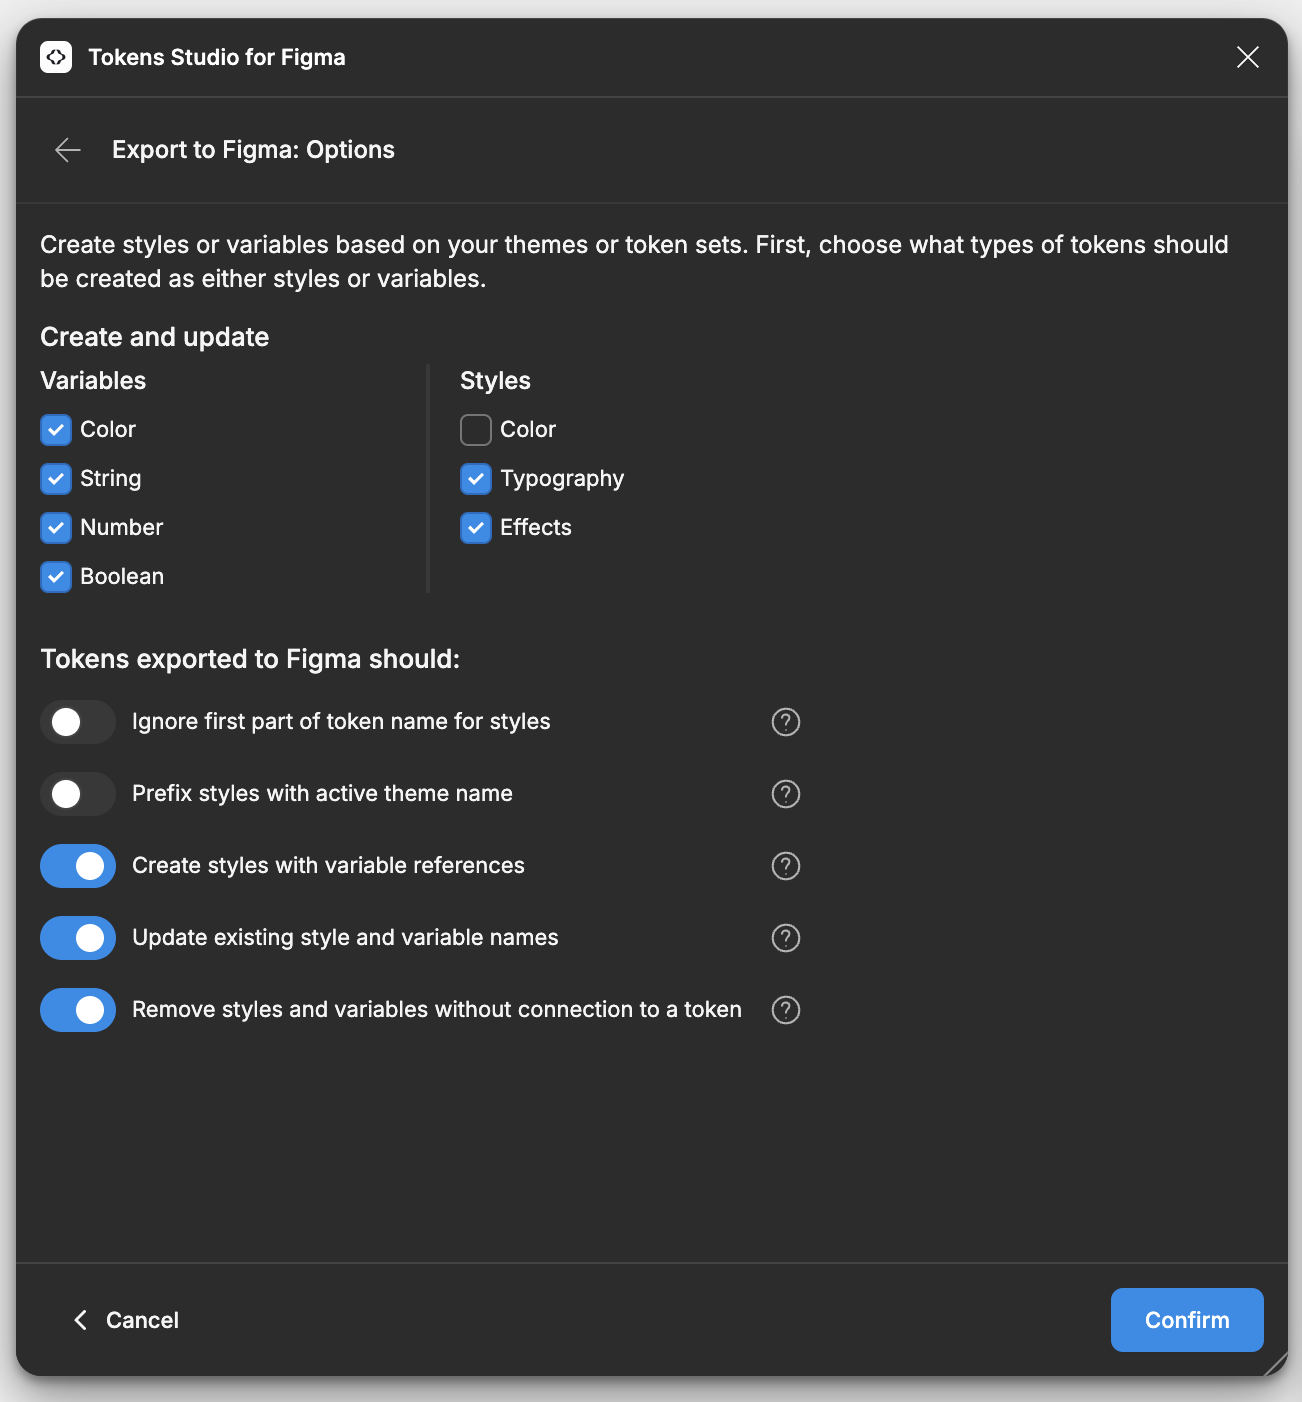 Tokens Studio for Figma
Export to Figma: Options
Create styles or variables based on your themes or token sets. First, choose what types of tokens should
be created as either styles or variables.
Create and update
Variables
Color
String
Number
Boolean
Styles
Color
Typography
Effects
Tokens exported to Figma should:
Ignore first part of token name for styles
?
Prefix styles with active theme name
?
Create styles with variable references
?
Update existing style and variable names
?
Remove styles and variables without connection to a token
?
Cancel
Confirm